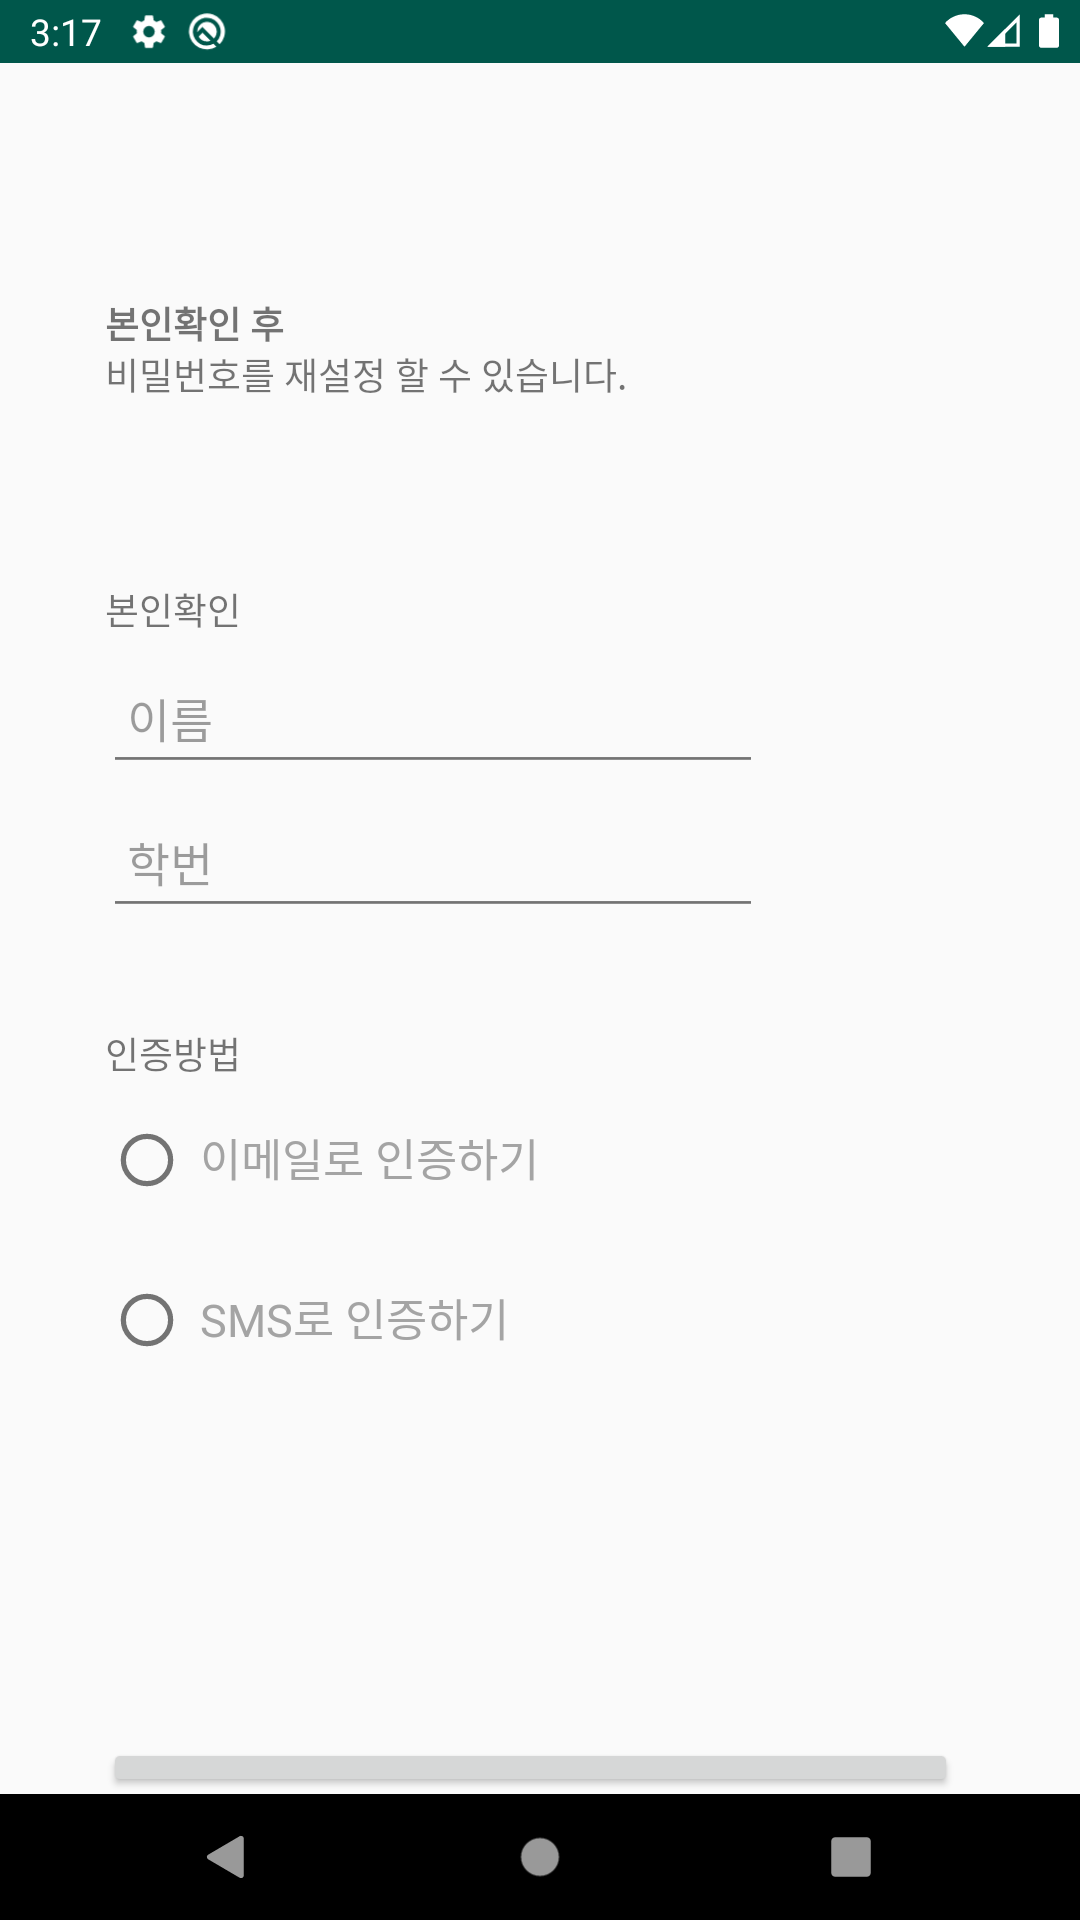 3:17
본인확인 후
비밀번호를 재설정 할 수 있습니다.
본인확인
이름
학번
인증방법
이메일로 인증하기
SMS로 인증하기